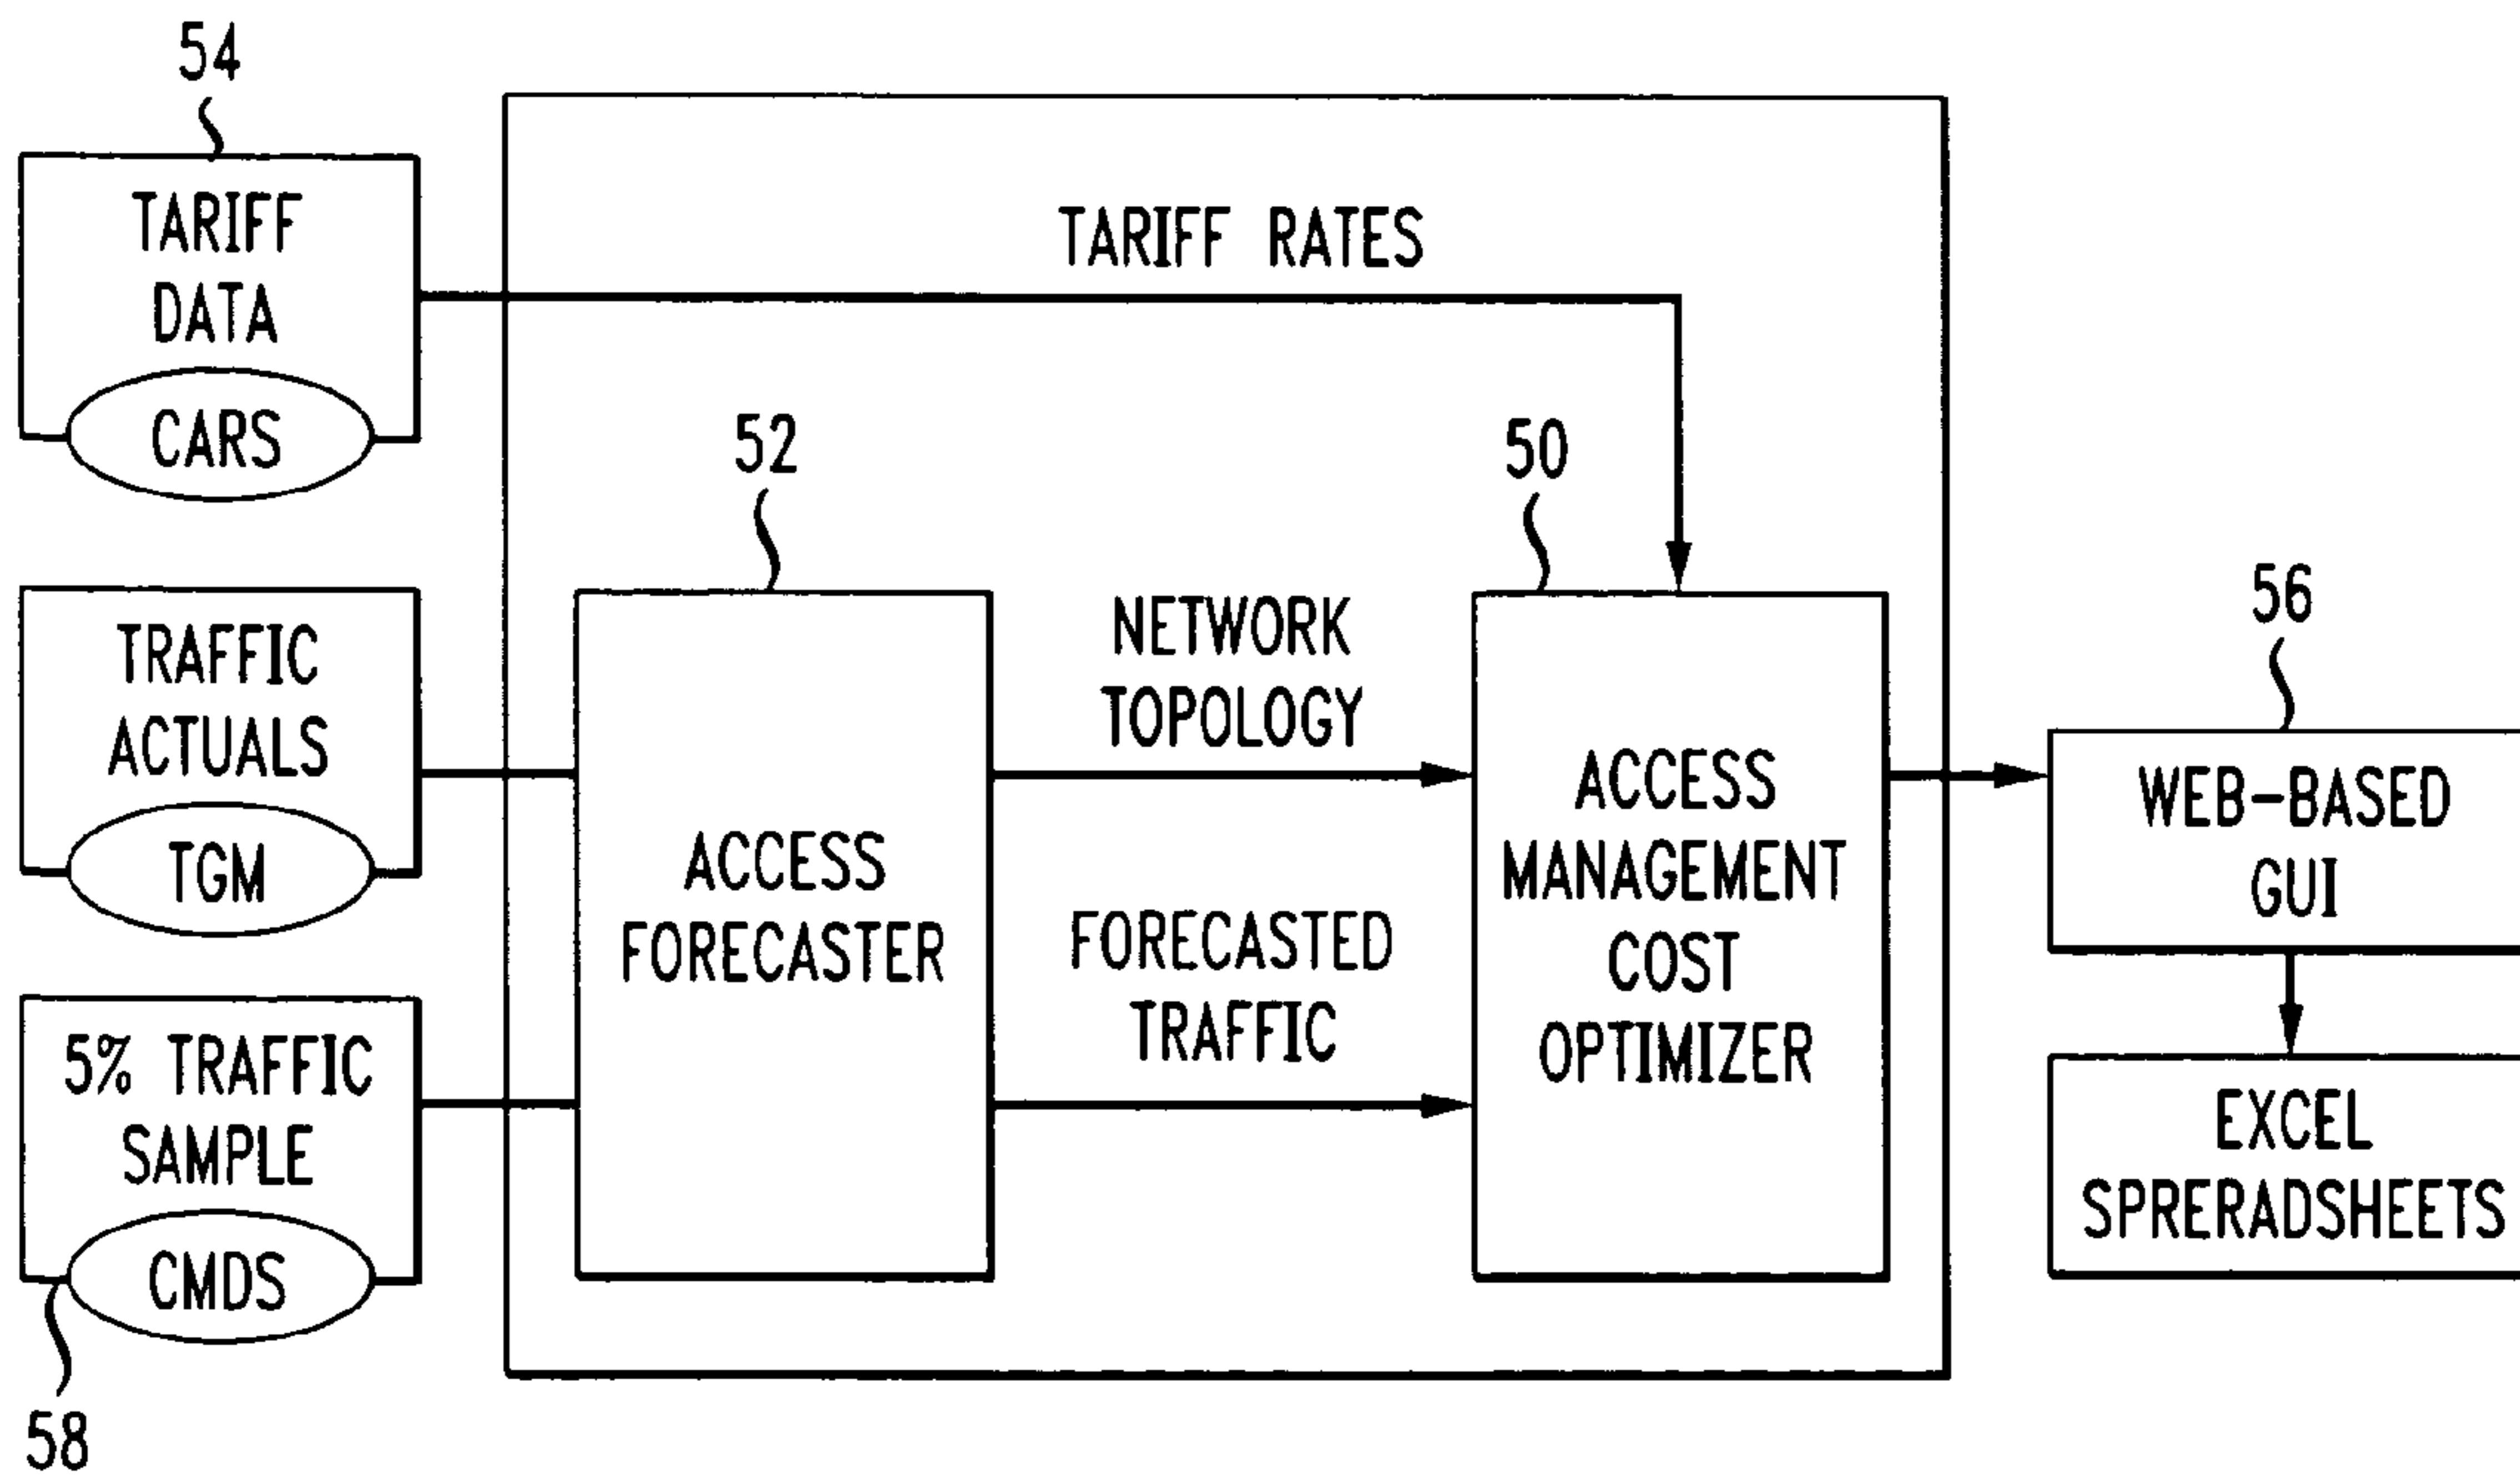 54
TARIFF
DATA
CARS
TARIFF RATES
52
50
TRAFFIC
ACTUALS
TGM
NETWORK
TOPOLOGY
56
5% TRAFFIC
SAMPLE
CMDS
58
ACCESS
FORECASTER
FORECASTED
TRAFFIC
ACCESS
MANAGEMENT
COST
OPTIMIZER
WEB-BASED
GUI
EXCEL
SPRERADSHEETS